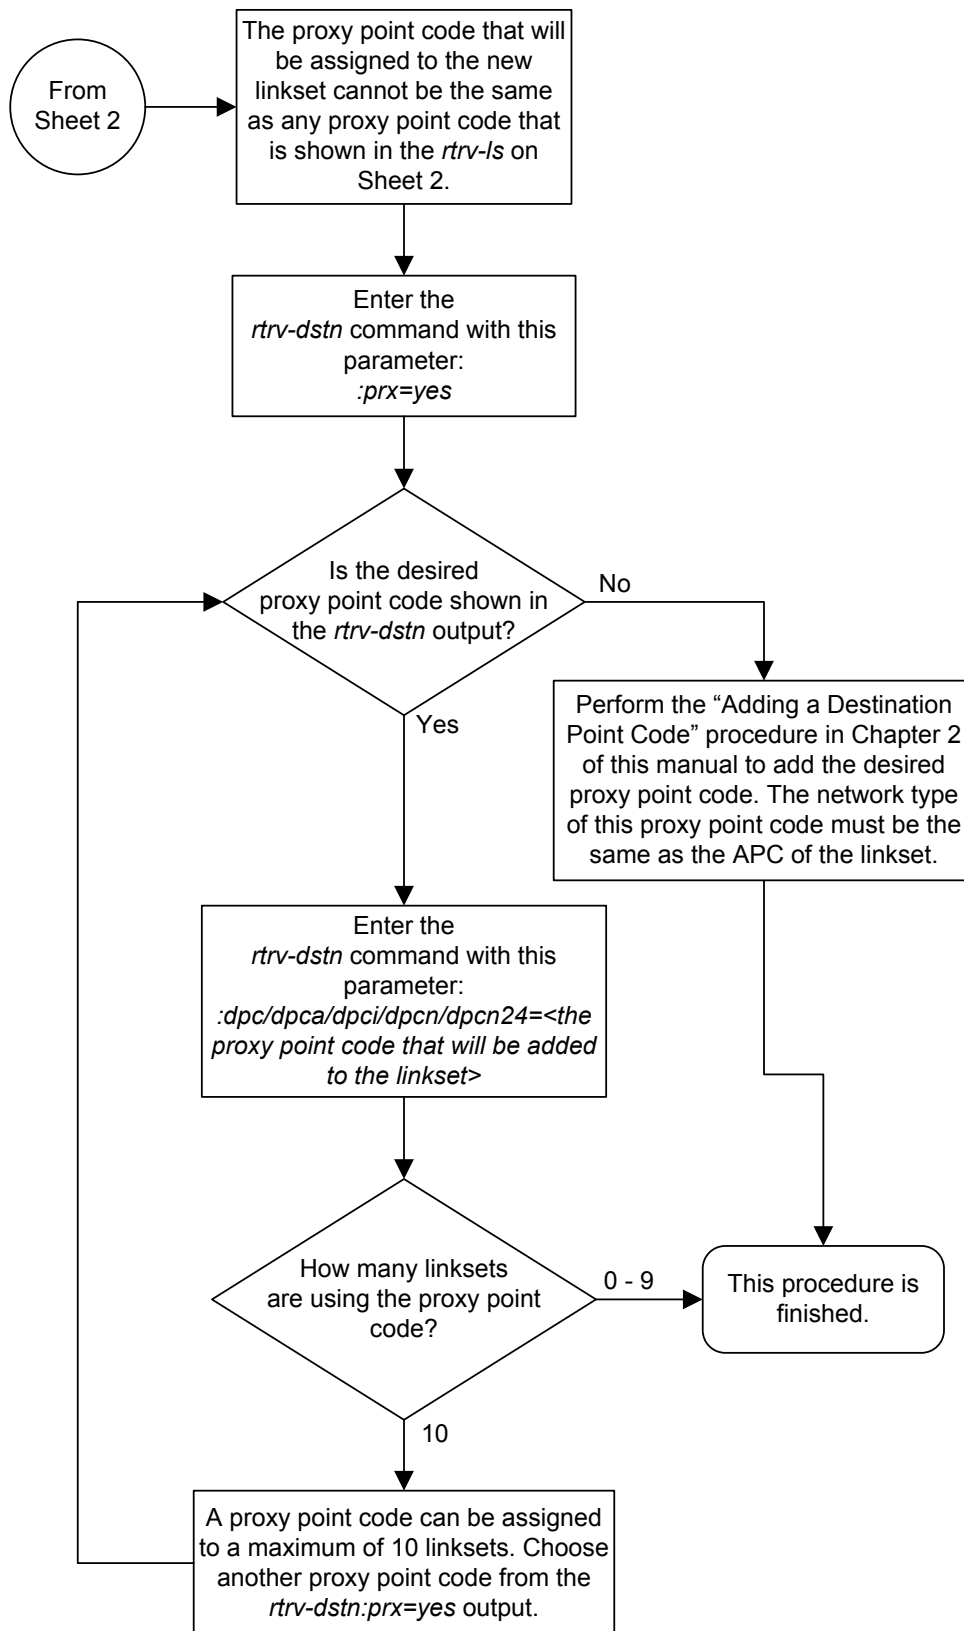 From
Sheet 2
The proxy point code that will
be assigned to the new
linkset cannot be the same
as any proxy point code that
is shown in the rtrv-ls on
Sheet 2.
Enter the
rtrv-dstn command with this
parameter:
:prx=yes
Is the desired
proxy point code shown in
the rtrv-dstn output?
No
Yes
Perform the “Adding a Destination
Point Code” procedure in Chapter 2
of this manual to add the desired
proxy point code. The network type
of this proxy point code must be the
same as the APC of the linkset.
Enter the
rtrv-dstn command with this
parameter:
:dpc/dpca/dpci/dpcn/dpcn24=<the
proxy point code that will be added
to the linkset>
How many linksets
are using the proxy point
code?
0 - 9
This procedure is
finished.
10
A proxy point code can be assigned
to a maximum of 10 linksets. Choose
another proxy point code from the
rtrv-dstn:prx=yes output.